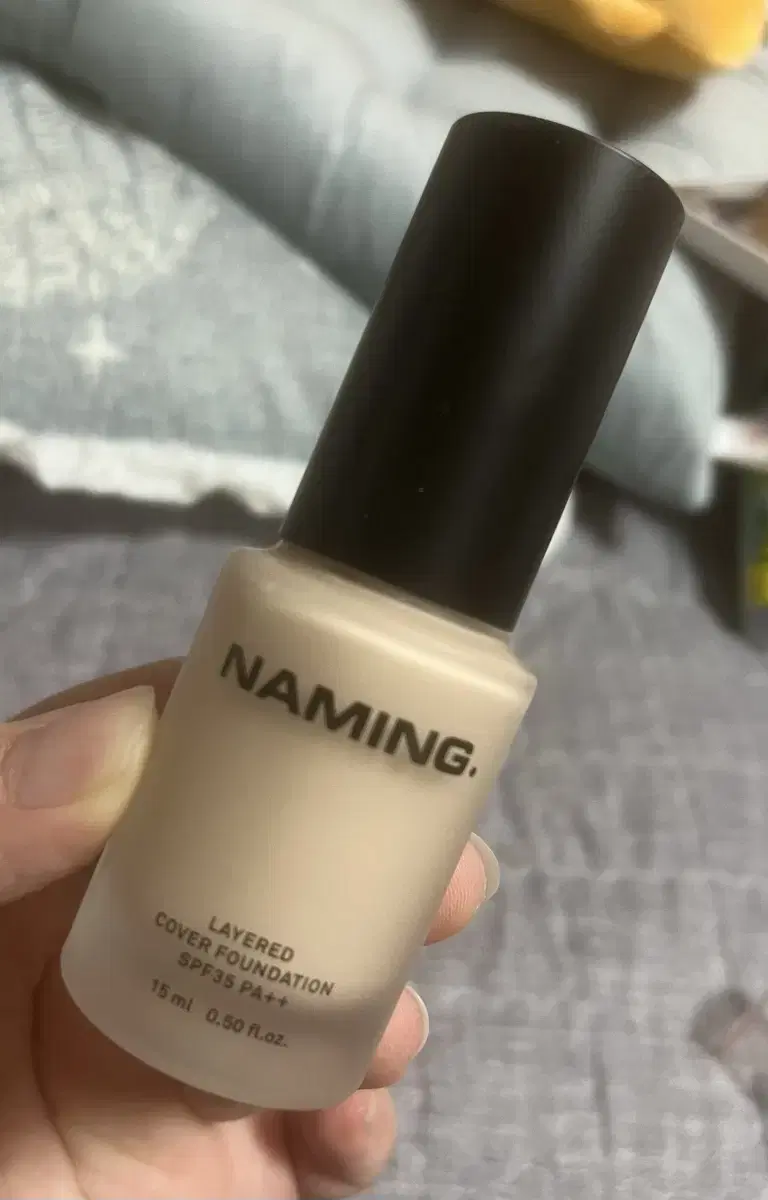 NAMING.
LAYERED
COVER FOUNDATION
SPF35 PA++
15 ml 0.50 fl.oz.